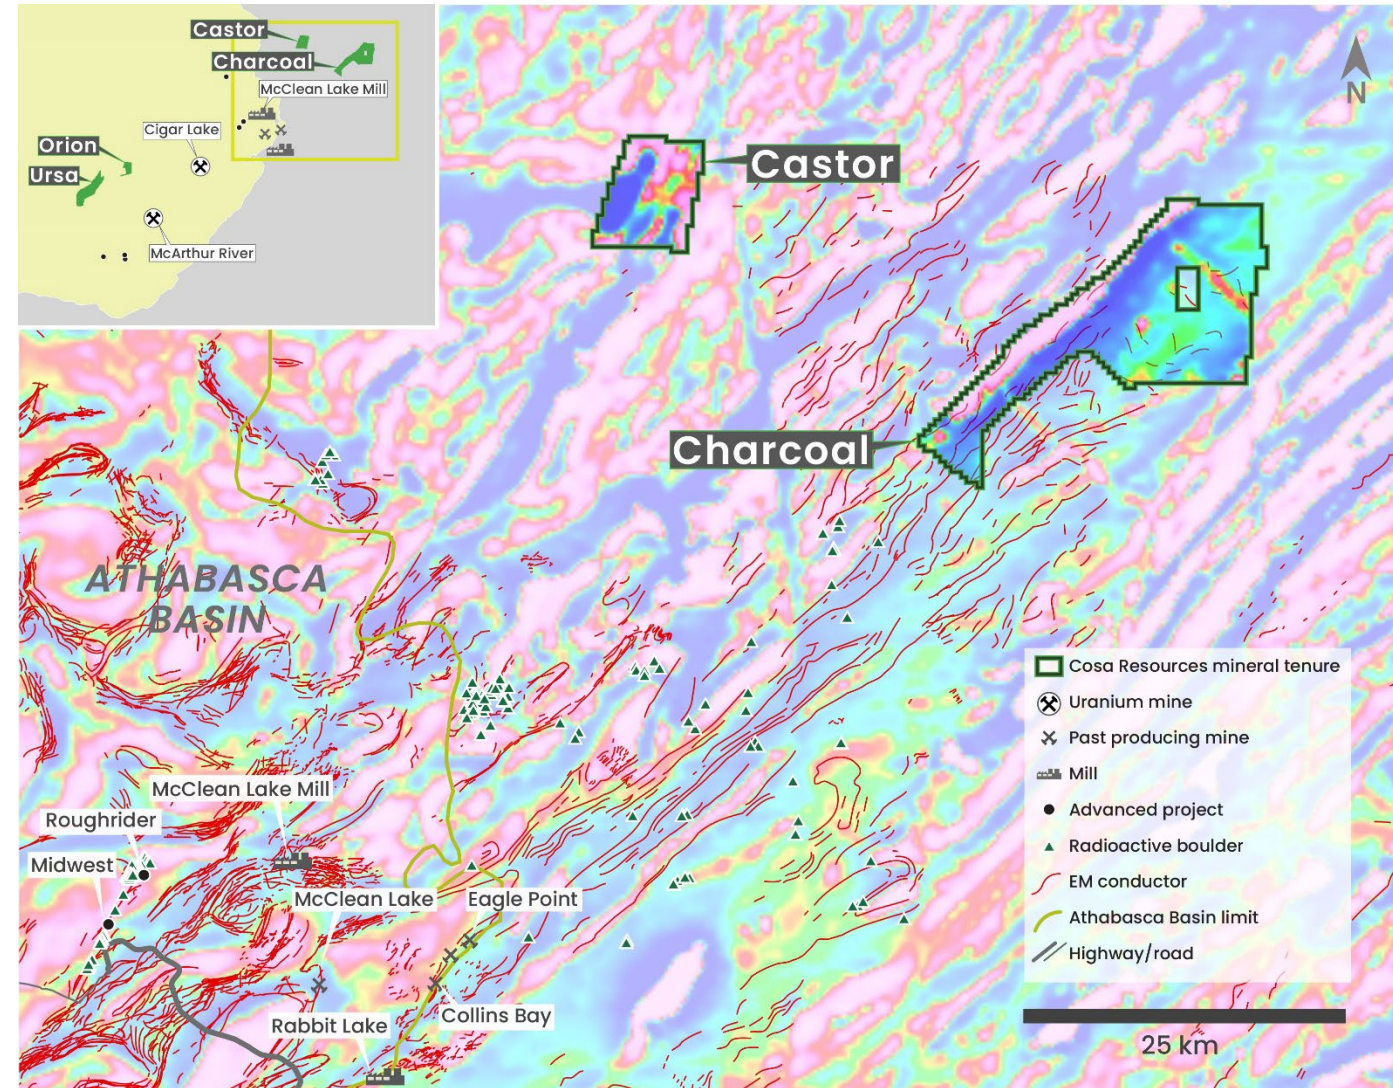 Castor
Charcoal
McClean Lake Mill
Cigar Lake
Orion
Ursa
McArthur River
N
Castor
Charcoal
ATHABASCA
BASIN
McClean Lake Mill
Roughrider
Midwest
McClean Lake
Eagle Point
Collins Bay
Rabbit Lake
Cosa Resources mineral tenure
Uranium mine
Past producing mine
Mill
Advanced project
Radioactive boulder
EM conductor
Athabasca Basin limit
Highway/road
25 km